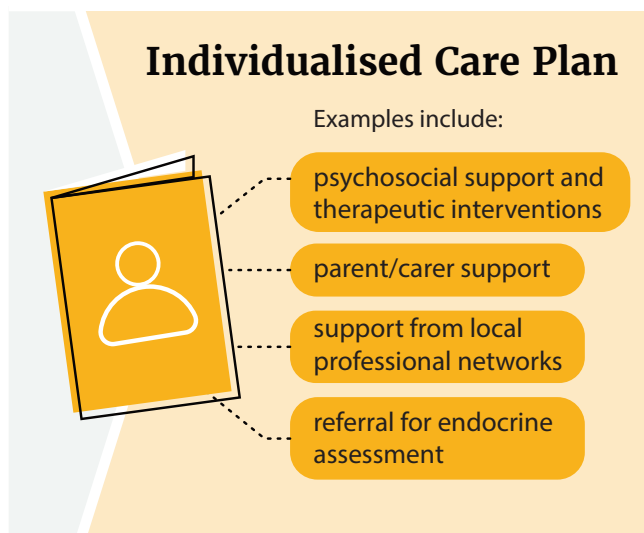 Individualised Care Plan
Examples include:
psychosocial support and
therapeutic interventions
parent/carer support
support from local
professional networks
referral for endocrine
assessment